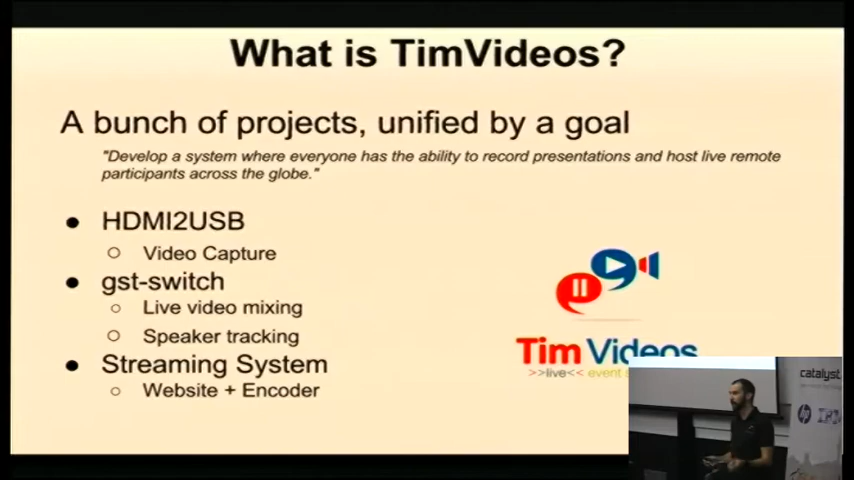 What is TimVideos?
A bunch of projects, unified by a goal
"Develop a system where everyone has the ability to record presentations and host live remote
participants across the globe."
● HDMI2USB
○ Video Capture
● gst-switch
○ Live video mixing
○ Speaker tracking
● Streaming System
○ Website + Encoder
Tim Videos
>>live<< event
catalyst
hp IBM